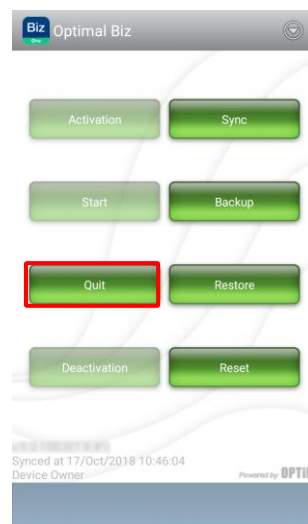 Biz
Optimal Biz
Activation
Sync
Start
Backup
Quit
Restore
Deactivation
Reset
Synced at 17/Oct/2018 10:46:04
Device Owner
Powered by OPTiM